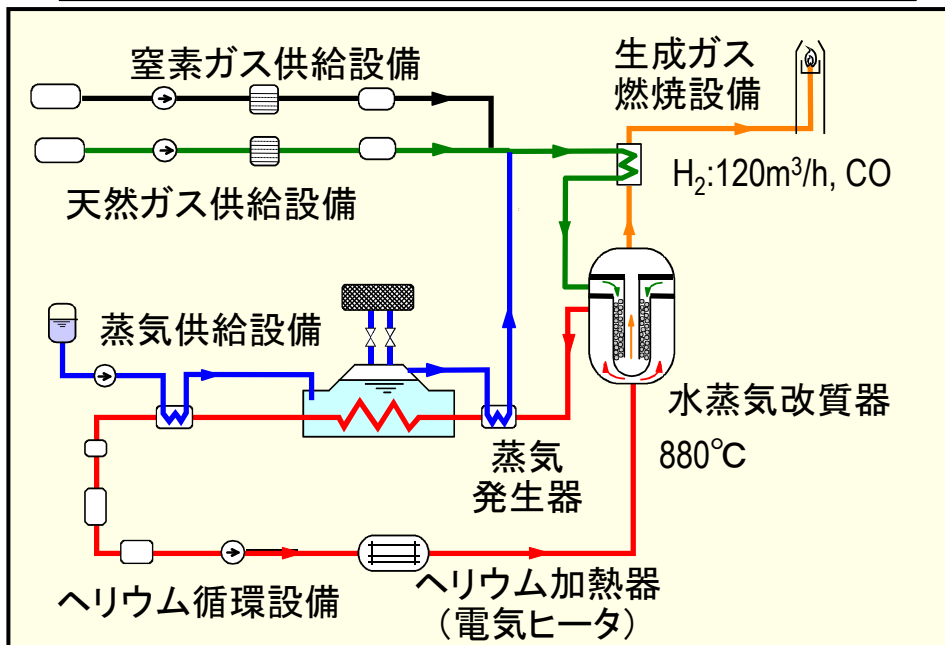 窒素ガス供給設備
生成ガス
燃焼設備
天然ガス供給設備
H₂:120m³/h, CO
蒸気供給設備
水蒸気改質器
880℃
蒸気
発生器
ヘリウム循環設備
ヘリウム加熱器
（電気ヒータ）